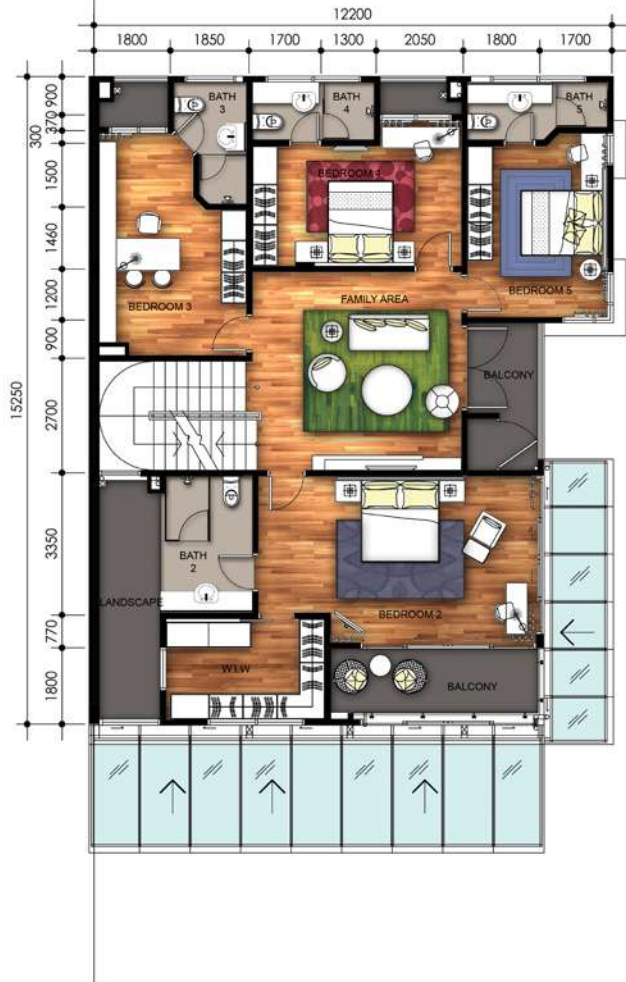 12200
1800 1850 1700 1300 2050 1800 1700
15250
900
370
300
1500
1460
1200
900
2700
3350
770
1800
BATH
3
BATH
4
BATH
5
BEDROOM 4
BEDROOM 3
BEDROOM 5
FAMILY AREA
BALCONY
BATH
2
LANDSCAPE
BEDROOM 2
W.I.W
BALCONY